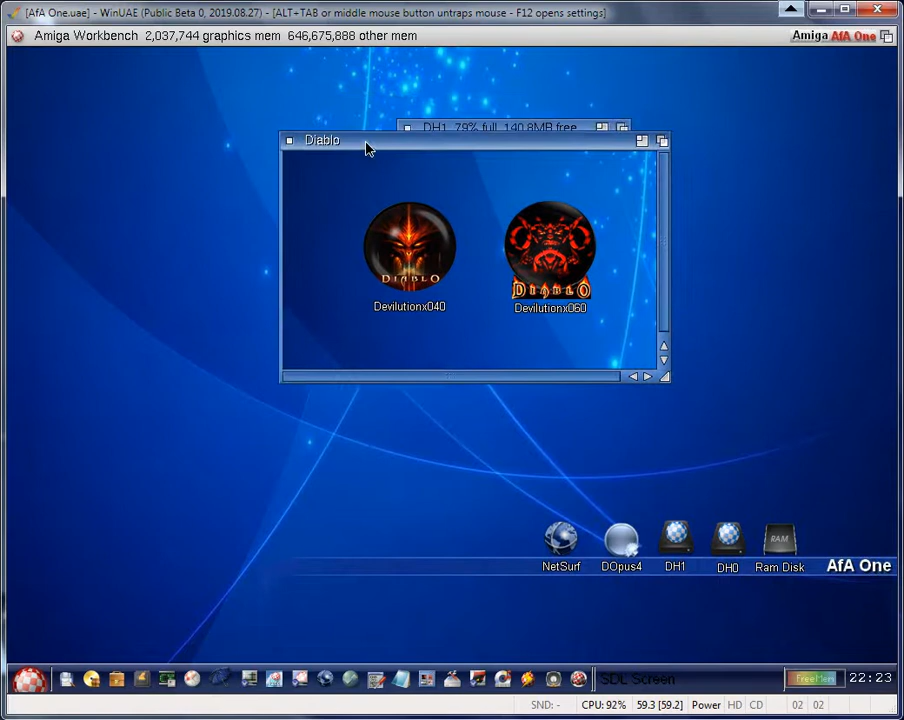 [AfA One.uae] - WinUAE (Public Beta 0, 2019.08.27) - [ALT+TAB or middle mouse button untraps mouse - F12 opens settings]
Amiga Workbench 2,037,744 graphics mem 646,675,888 other mem
Amiga AfA One
DH1 79% full, 140.8MB free
Diablo
DIABLO
DIABLO
Devilutionx040
Devilutionx060
RAM
NetSurf
DOpus4
DH1
DH0
Ram Disk
AfA One
SDL Screen
FreeMem
22:23
SND: -
CPU: 92%
59.3 [59.2]
Power
HD
CD
02
02